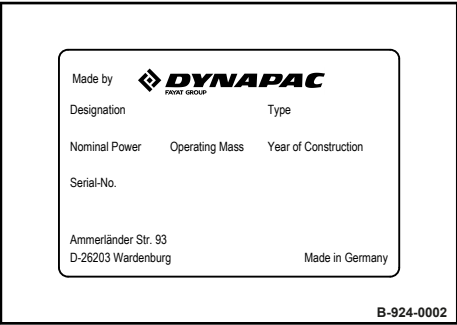 Made by DYNAPAC
FAYAT GROUP
Designation Type
Nominal Power Operating Mass Year of Construction
Serial-No.
Ammerländer Str. 93
D-26203 Wardenburg Made in Germany
B-924-0002